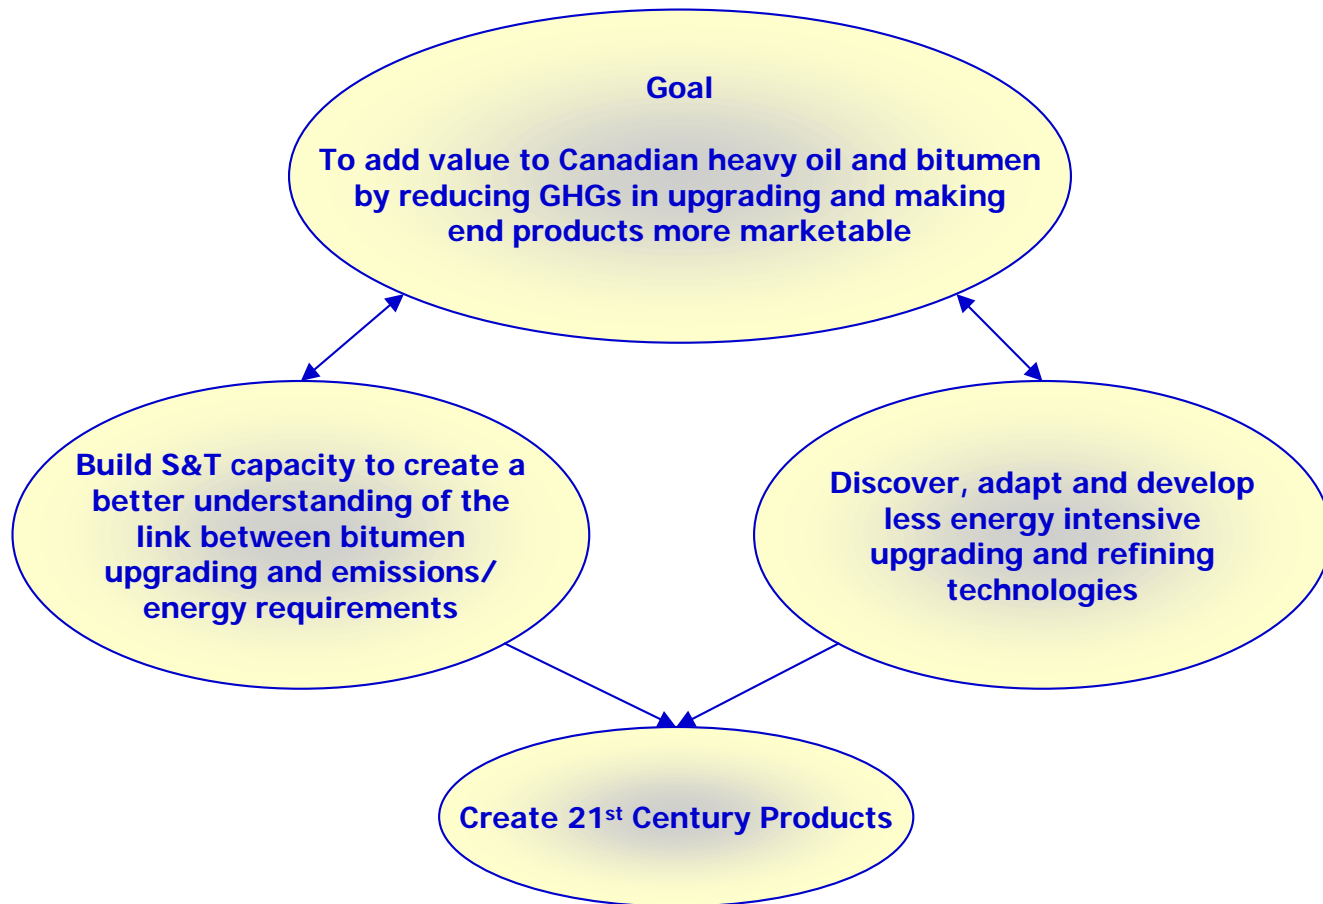 Goal
To add value to Canadian heavy oil and bitumen
by reducing GHGs in upgrading and making
end products more marketable
Build S&T capacity to create a
better understanding of the
link between bitumen
upgrading and emissions/
energy requirements
Discover, adapt and develop
less energy intensive
upgrading and refining
technologies
Create 21st Century Products